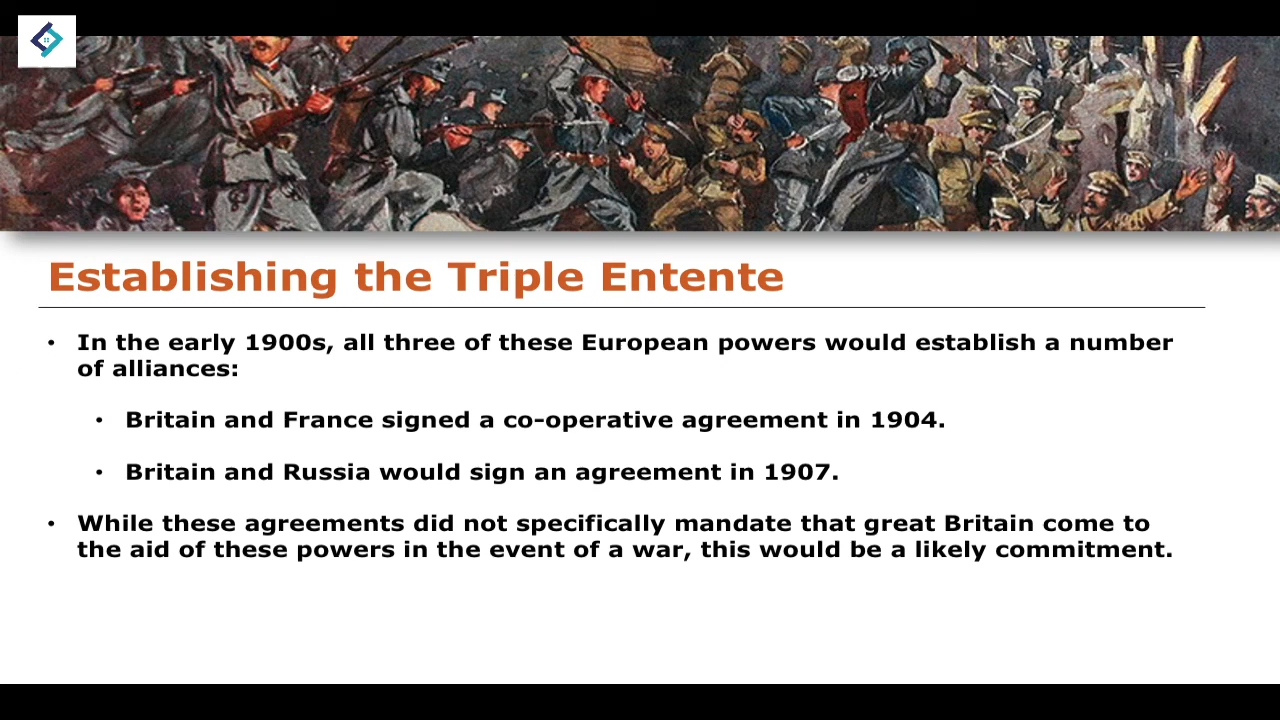 Establishing the Triple Entente
• In the early 1900s, all three of these European powers would establish a number
of alliances:
• Britain and France signed a co-operative agreement in 1904.
• Britain and Russia would sign an agreement in 1907.
• While these agreements did not specifically mandate that great Britain come to
the aid of these powers in the event of a war, this would be a likely commitment.